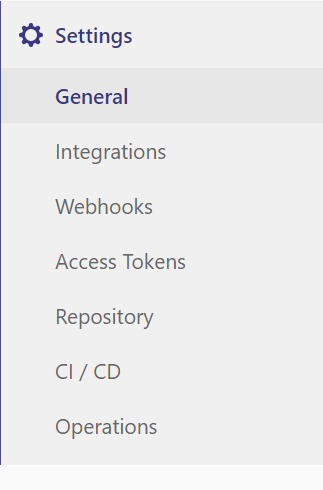 Settings
General
Integrations
Webhooks
Access Tokens
Repository
CI / CD
Operations